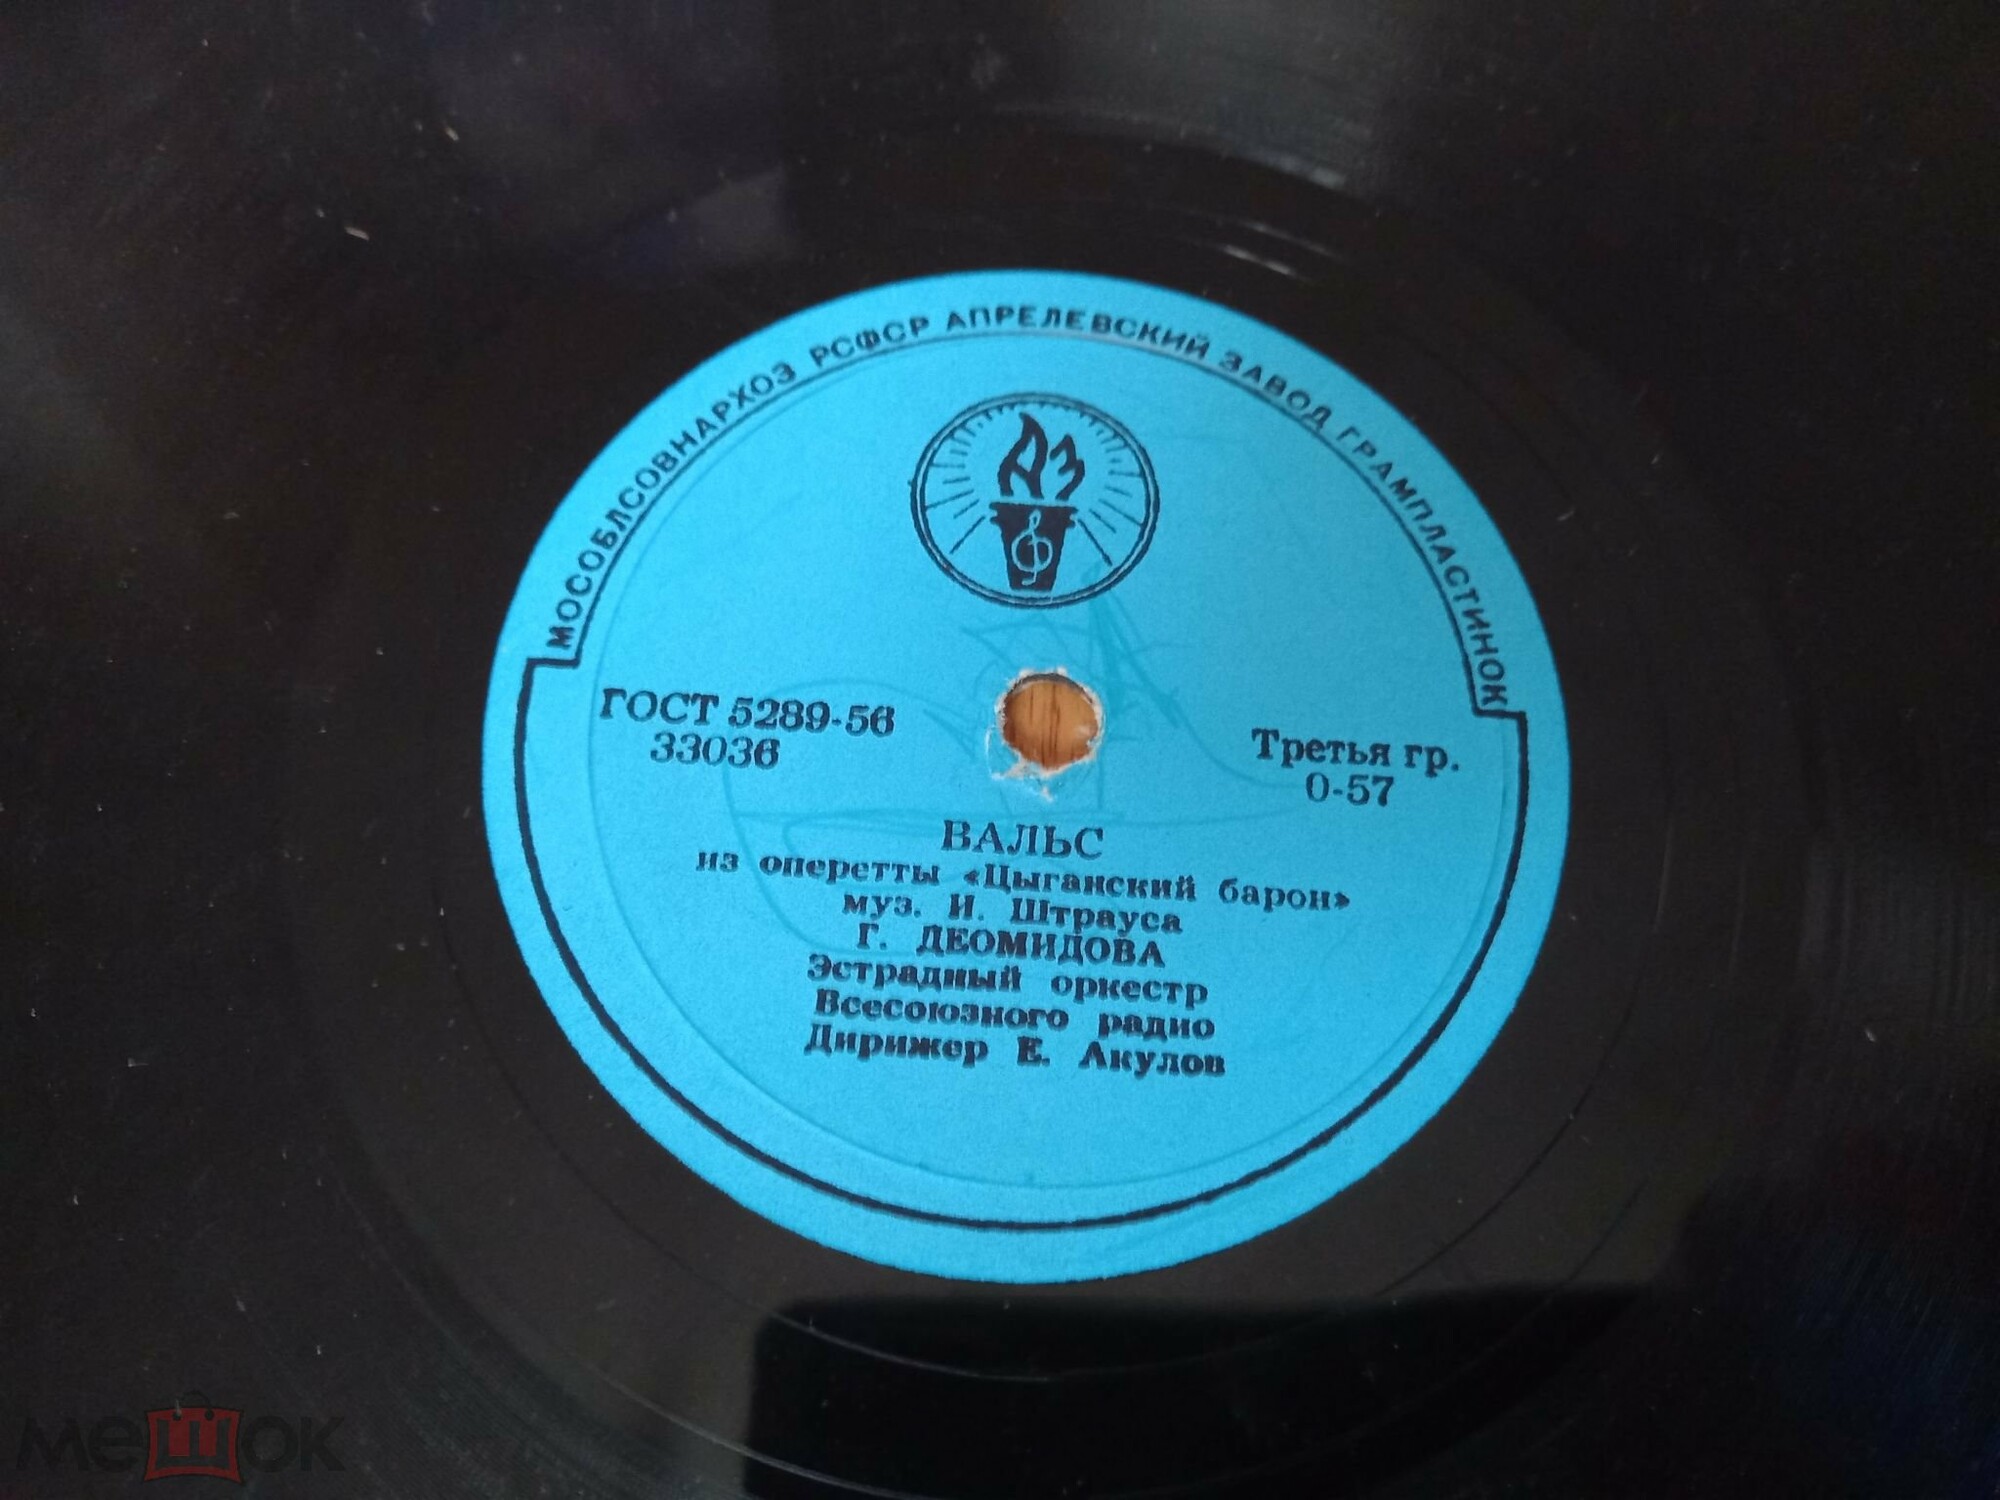 МОСОБЛСОВНАРХОЗ РСФСР АПРЕЛЕВСКИЙ ЗАВОД ГРАМПЛАСТИНОК
АЗ
ГОСТ 5289-56
33036
Третья гр.
0-57
ВАЛЬС
из оперетты «Цыганский барон»
муз. И. Штрауса
Г. ДЕОМИДОВА
Эстрадный оркестр
Всесоюзного радио
Дирижер Е. Акулов
мешок